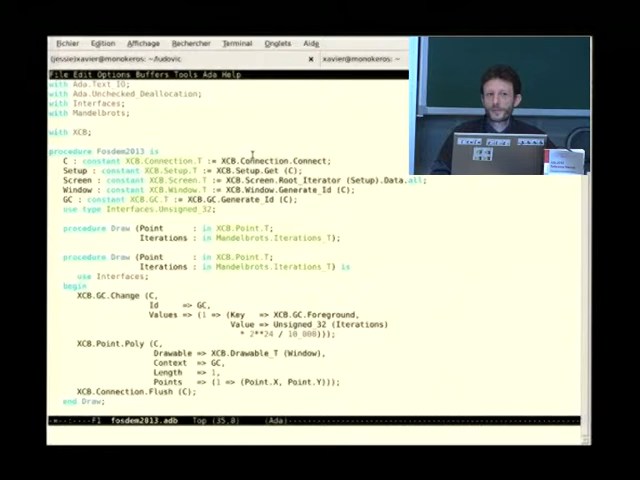 Fichier Edition Affichage Rechercher Terminal Onglets Aide
(jessie)xavier@monokeros: ~/ludovic
xavier@monokeros: ~
File Edit Options Buffers Tools Ada Help
with Ada.Text_IO;
with Ada.Unchecked_Deallocation;
with Interfaces;
with Mandelbrots;
with XCB;
procedure Fosdem2013 is
C : constant XCB.Connection.T := XCB.Connection.Connect;
Setup : constant XCB.Setup.T := XCB.Setup.Get (C);
Screen : constant XCB.Screen.T := XCB.Screen.Root_Iterator (Setup).Data.all;
Window : constant XCB.Window.T := XCB.Window.Generate_Id (C);
GC : constant XCB.GC.T := XCB.GC.Generate_Id (C);
use type Interfaces.Unsigned_32;
procedure Draw (Point : in XCB.Point.T;
Iterations : in Mandelbrots.Iterations_T);
procedure Draw (Point : in XCB.Point.T;
Iterations : in Mandelbrots.Iterations_T) is
use Interfaces;
begin
XCB.GC.Change (C,
Id => GC,
Values => (1 => (Key => XCB.GC.Foreground,
Value => Unsigned_32 (Iterations)
* 2**24 / 10_000)));
XCB.Point.Poly (C,
Drawable => XCB.Drawable_T (Window),
Context => GC,
Length => 1,
Points => (1 => (Point.X, Point.Y)));
XCB.Connection.Flush (C);
end Draw;
-=--:----F1 fosdem2013.adb Top (35,0) (Ada)